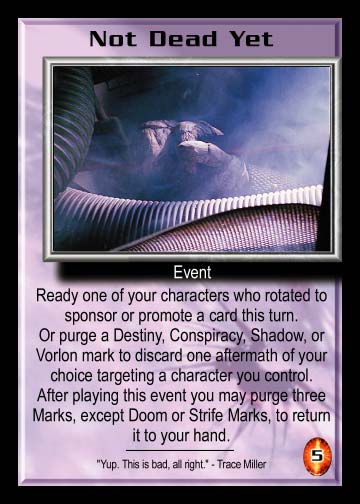 Not Dead Yet
Event
Ready one of your characters who rotated to
sponsor or promote a card this turn.
Or purge a Destiny, Conspiracy, Shadow, or
Vorlon mark to discard one aftermath of your
choice targeting a character you control.
After playing this event you may purge three
Marks, except Doom or Strife Marks, to return
it to your hand.
5
"Yup. This is bad, all right." - Trace Miller